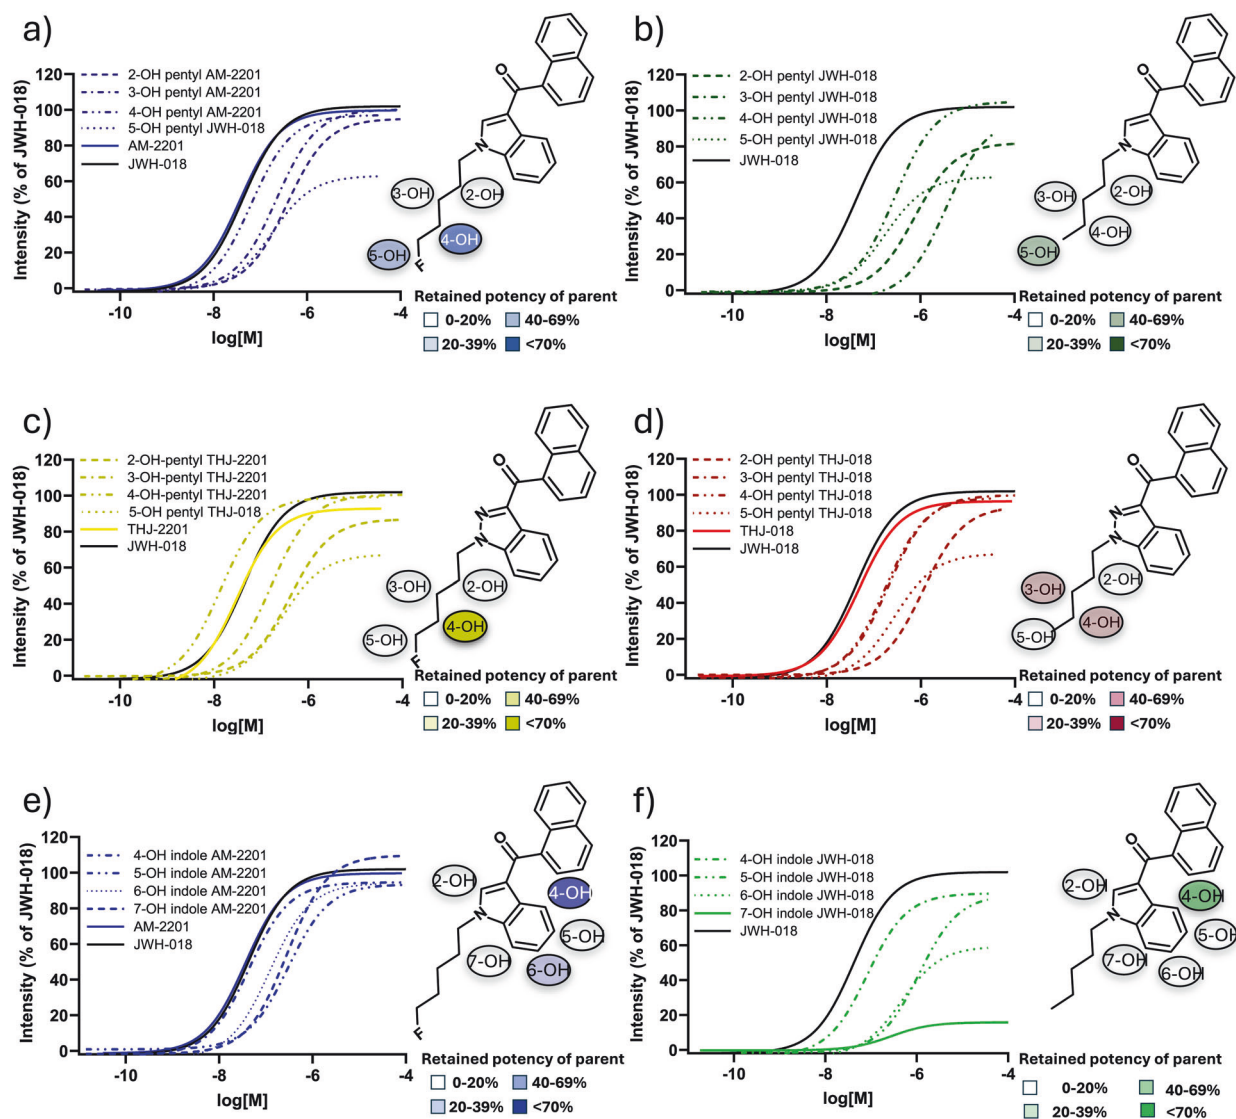 a)
Intensity (% of JWH-018)
120
100
80
60
40
20
0
-10
-8
-6
-4
log[M]
2-OH pentyl AM-2201
3-OH pentyl AM-2201
4-OH pentyl AM-2201
5-OH pentyl JWH-018
AM-2201
JWH-018
O
N
F
3-OH
2-OH
4-OH
5-OH
Retained potency of parent
0-20%
40-69%
20-39%
<70%
b)
Intensity (% of JWH-018)
120
100
80
60
40
20
0
-10
-8
-6
-4
log[M]
2-OH pentyl JWH-018
3-OH pentyl JWH-018
4-OH pentyl JWH-018
5-OH pentyl JWH-018
JWH-018
O
N
3-OH
2-OH
4-OH
5-OH
Retained potency of parent
0-20%
40-69%
20-39%
<70%
c)
Intensity (% of JWH-018)
120
100
80
60
40
20
0
-10
-8
-6
-4
log[M]
2-OH-pentyl THJ-2201
3-OH-pentyl THJ-2201
4-OH-pentyl THJ-2201
5-OH pentyl THJ-018
THJ-2201
JWH-018
O
N
N
F
3-OH
2-OH
4-OH
5-OH
Retained potency of parent
0-20%
40-69%
20-39%
<70%
d)
Intensity (% of JWH-018)
120
100
80
60
40
20
0
-10
-8
-6
-4
log[M]
2-OH pentyl THJ-018
3-OH pentyl THJ-018
4-OH pentyl THJ-018
5-OH pentyl THJ-018
THJ-018
JWH-018
O
N
N
3-OH
2-OH
4-OH
5-OH
Retained potency of parent
0-20%
40-69%
20-39%
<70%
e)
Intensity (% of JWH-018)
120
100
80
60
40
20
0
-10
-8
-6
-4
log[M]
4-OH indole AM-2201
5-OH indole AM-2201
6-OH indole AM-2201
7-OH indole AM-2201
AM-2201
JWH-018
O
N
F
2-OH
4-OH
5-OH
7-OH
6-OH
Retained potency of parent
0-20%
40-69%
20-39%
<70%
f)
Intensity (% of JWH-018)
120
100
80
60
40
20
0
-10
-8
-6
-4
log[M]
4-OH indole JWH-018
5-OH indole JWH-018
6-OH indole JWH-018
7-OH indole JWH-018
JWH-018
O
N
2-OH
4-OH
5-OH
7-OH
6-OH
Retained potency of parent
0-20%
40-69%
20-39%
<70%